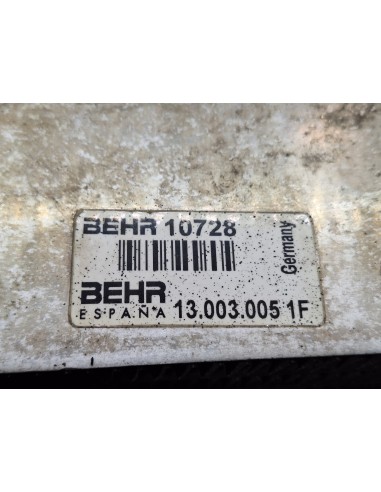 BEHR 10728
Germany
BEHR
ESPAÑA 13.003.005 1F